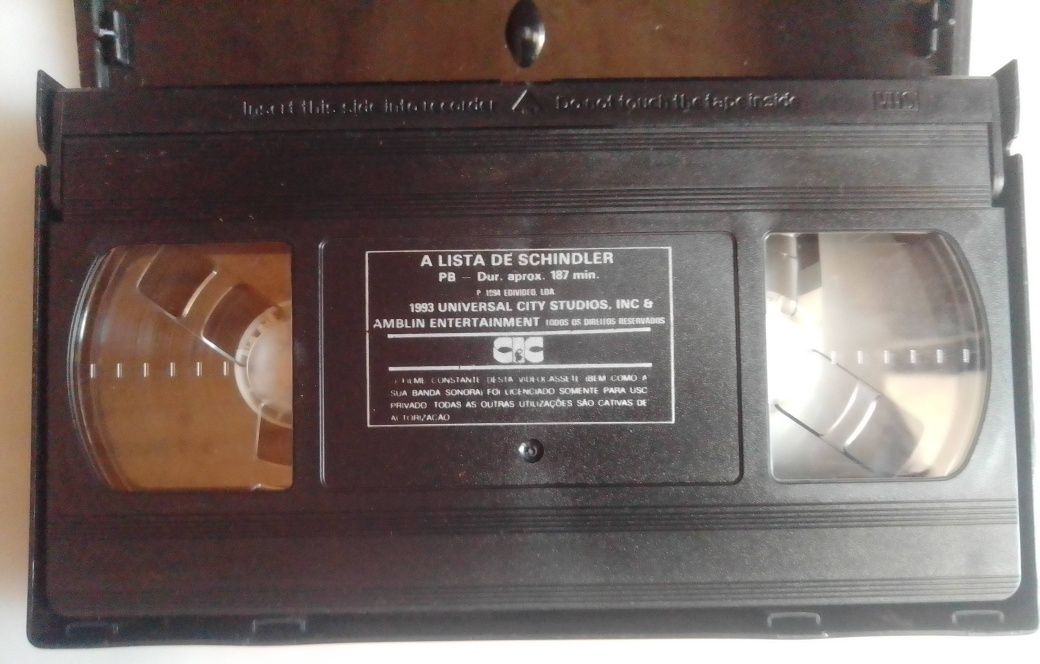 Insert this side into recorder Do not touch the tape inside VHS
A LISTA DE SCHINDLER
PB — Dur. aprox. 187 min.
P 1994 EDIVIDEO, LDA
1993 UNIVERSAL CITY STUDIOS, INC &
AMBLIN ENTERTAINMENT TODOS OS DIREITOS RESERVADOS
CIC
FILME CONSTANTE DESTA VIDEOCASSETE (BEM COMO A
SUA BANDA SONORA) FOI LICENCIADO SOMENTE PARA USO
PRIVADO. TODAS AS OUTRAS UTILIZAÇÕES SÃO CATIVAS DE
AUTORIZAÇÃO